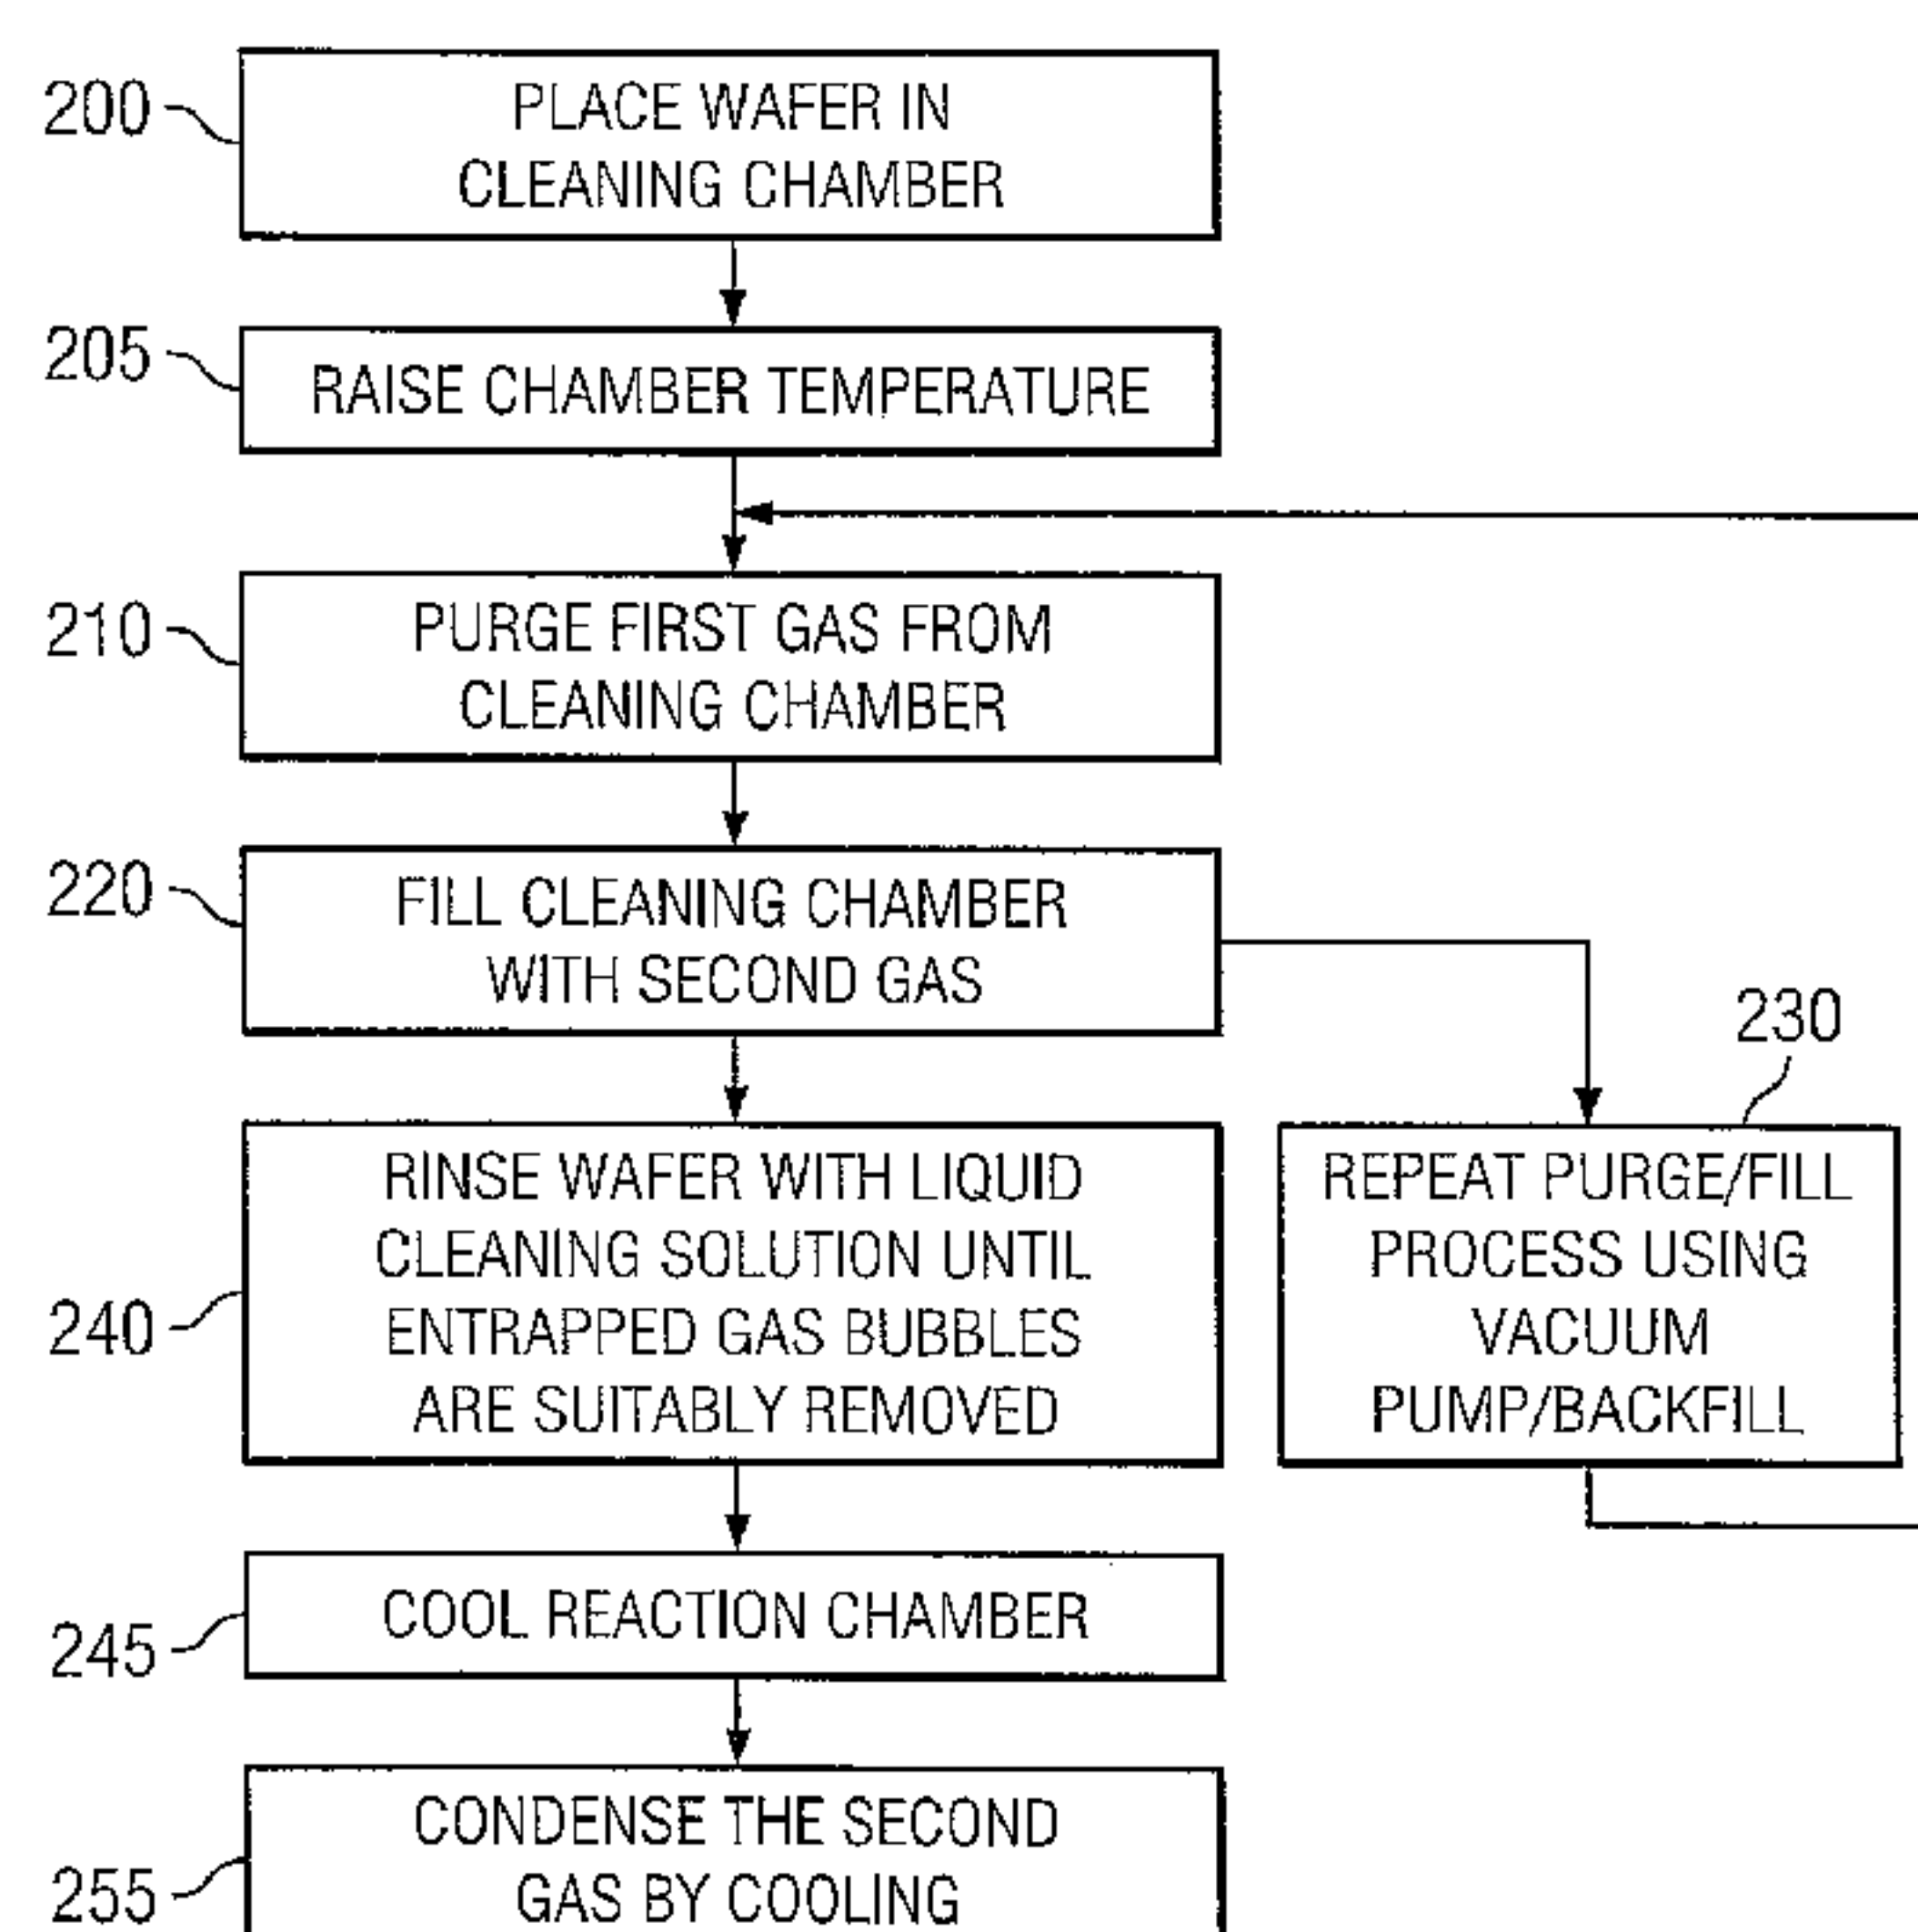 200
PLACE WAFER IN
CLEANING CHAMBER
205
RAISE CHAMBER TEMPERATURE
210
PURGE FIRST GAS FROM
CLEANING CHAMBER
220
FILL CLEANING CHAMBER
WITH SECOND GAS
230
REPEAT PURGE/FILL
PROCESS USING
VACUUM
PUMP/BACKFILL
240
RINSE WAFER WITH LIQUID
CLEANING SOLUTION UNTIL
ENTRAPPED GAS BUBBLES
ARE SUITABLY REMOVED
245
COOL REACTION CHAMBER
255
CONDENSE THE SECOND
GAS BY COOLING